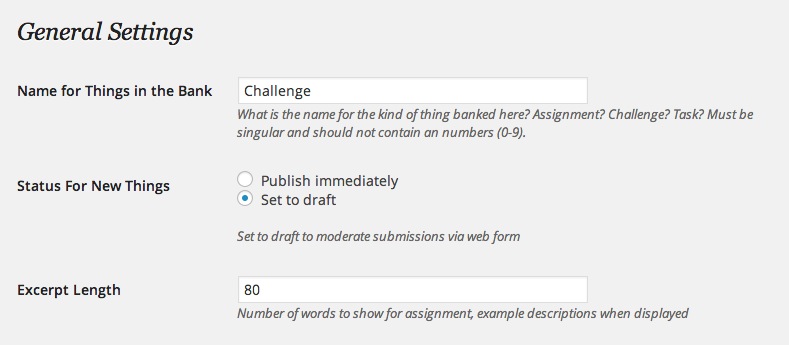 General Settings
Name for Things in the Bank
Challenge
What is the name for the kind of thing banked here? Assignment? Challenge? Task? Must be
singular and should not contain an numbers (0-9).
Status For New Things
Publish immediately
Set to draft
Set to draft to moderate submissions via web form
Excerpt Length
80
Number of words to show for assignment, example descriptions when displayed